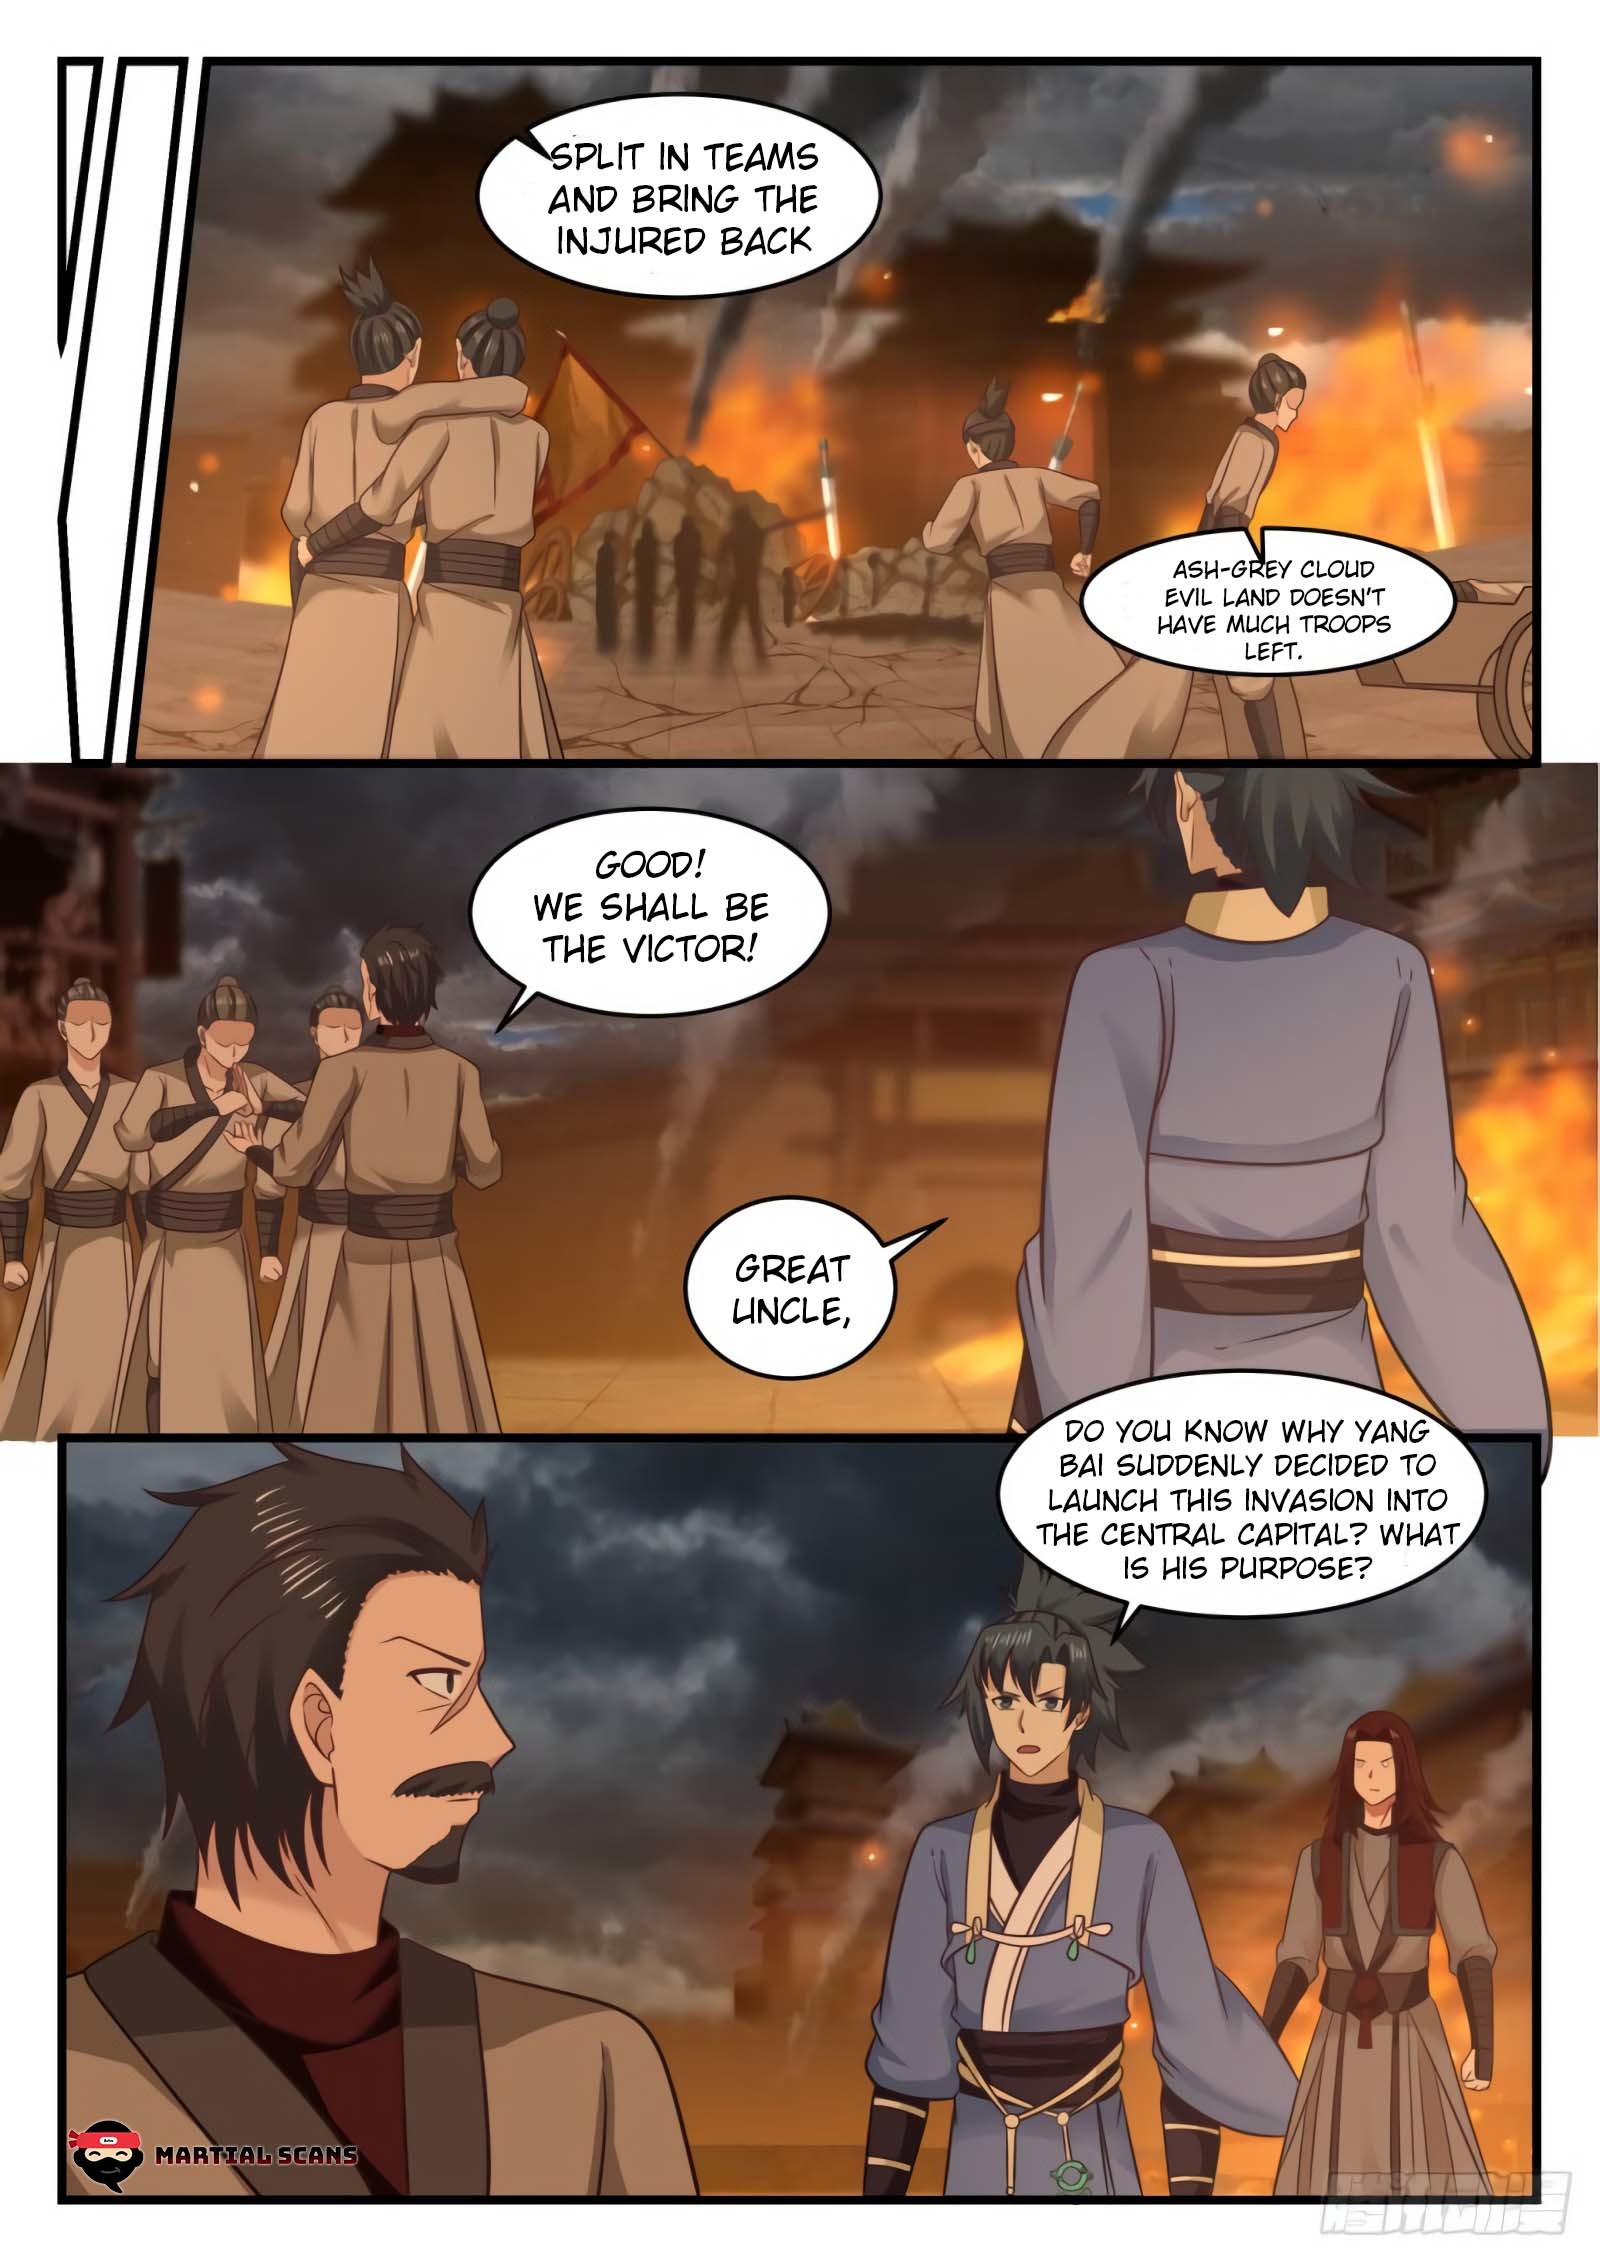 SPLIT IN TEAMS
AND BRING THE
INJURED BACK
ASH-GREY CLOUD
EVIL LAND DOESN'T
HAVE MUCH TROOPS
LEFT.
GOOD!
WE SHALL BE
THE VICTOR!
GREAT
UNCLE,
DO YOU KNOW WHY YANG
BAI SUDDENLY DECIDED TO
LAUNCH THIS INVASION INTO
THE CENTRAL CAPITAL? WHAT
IS HIS PURPOSE?
MARTIAL SCANS